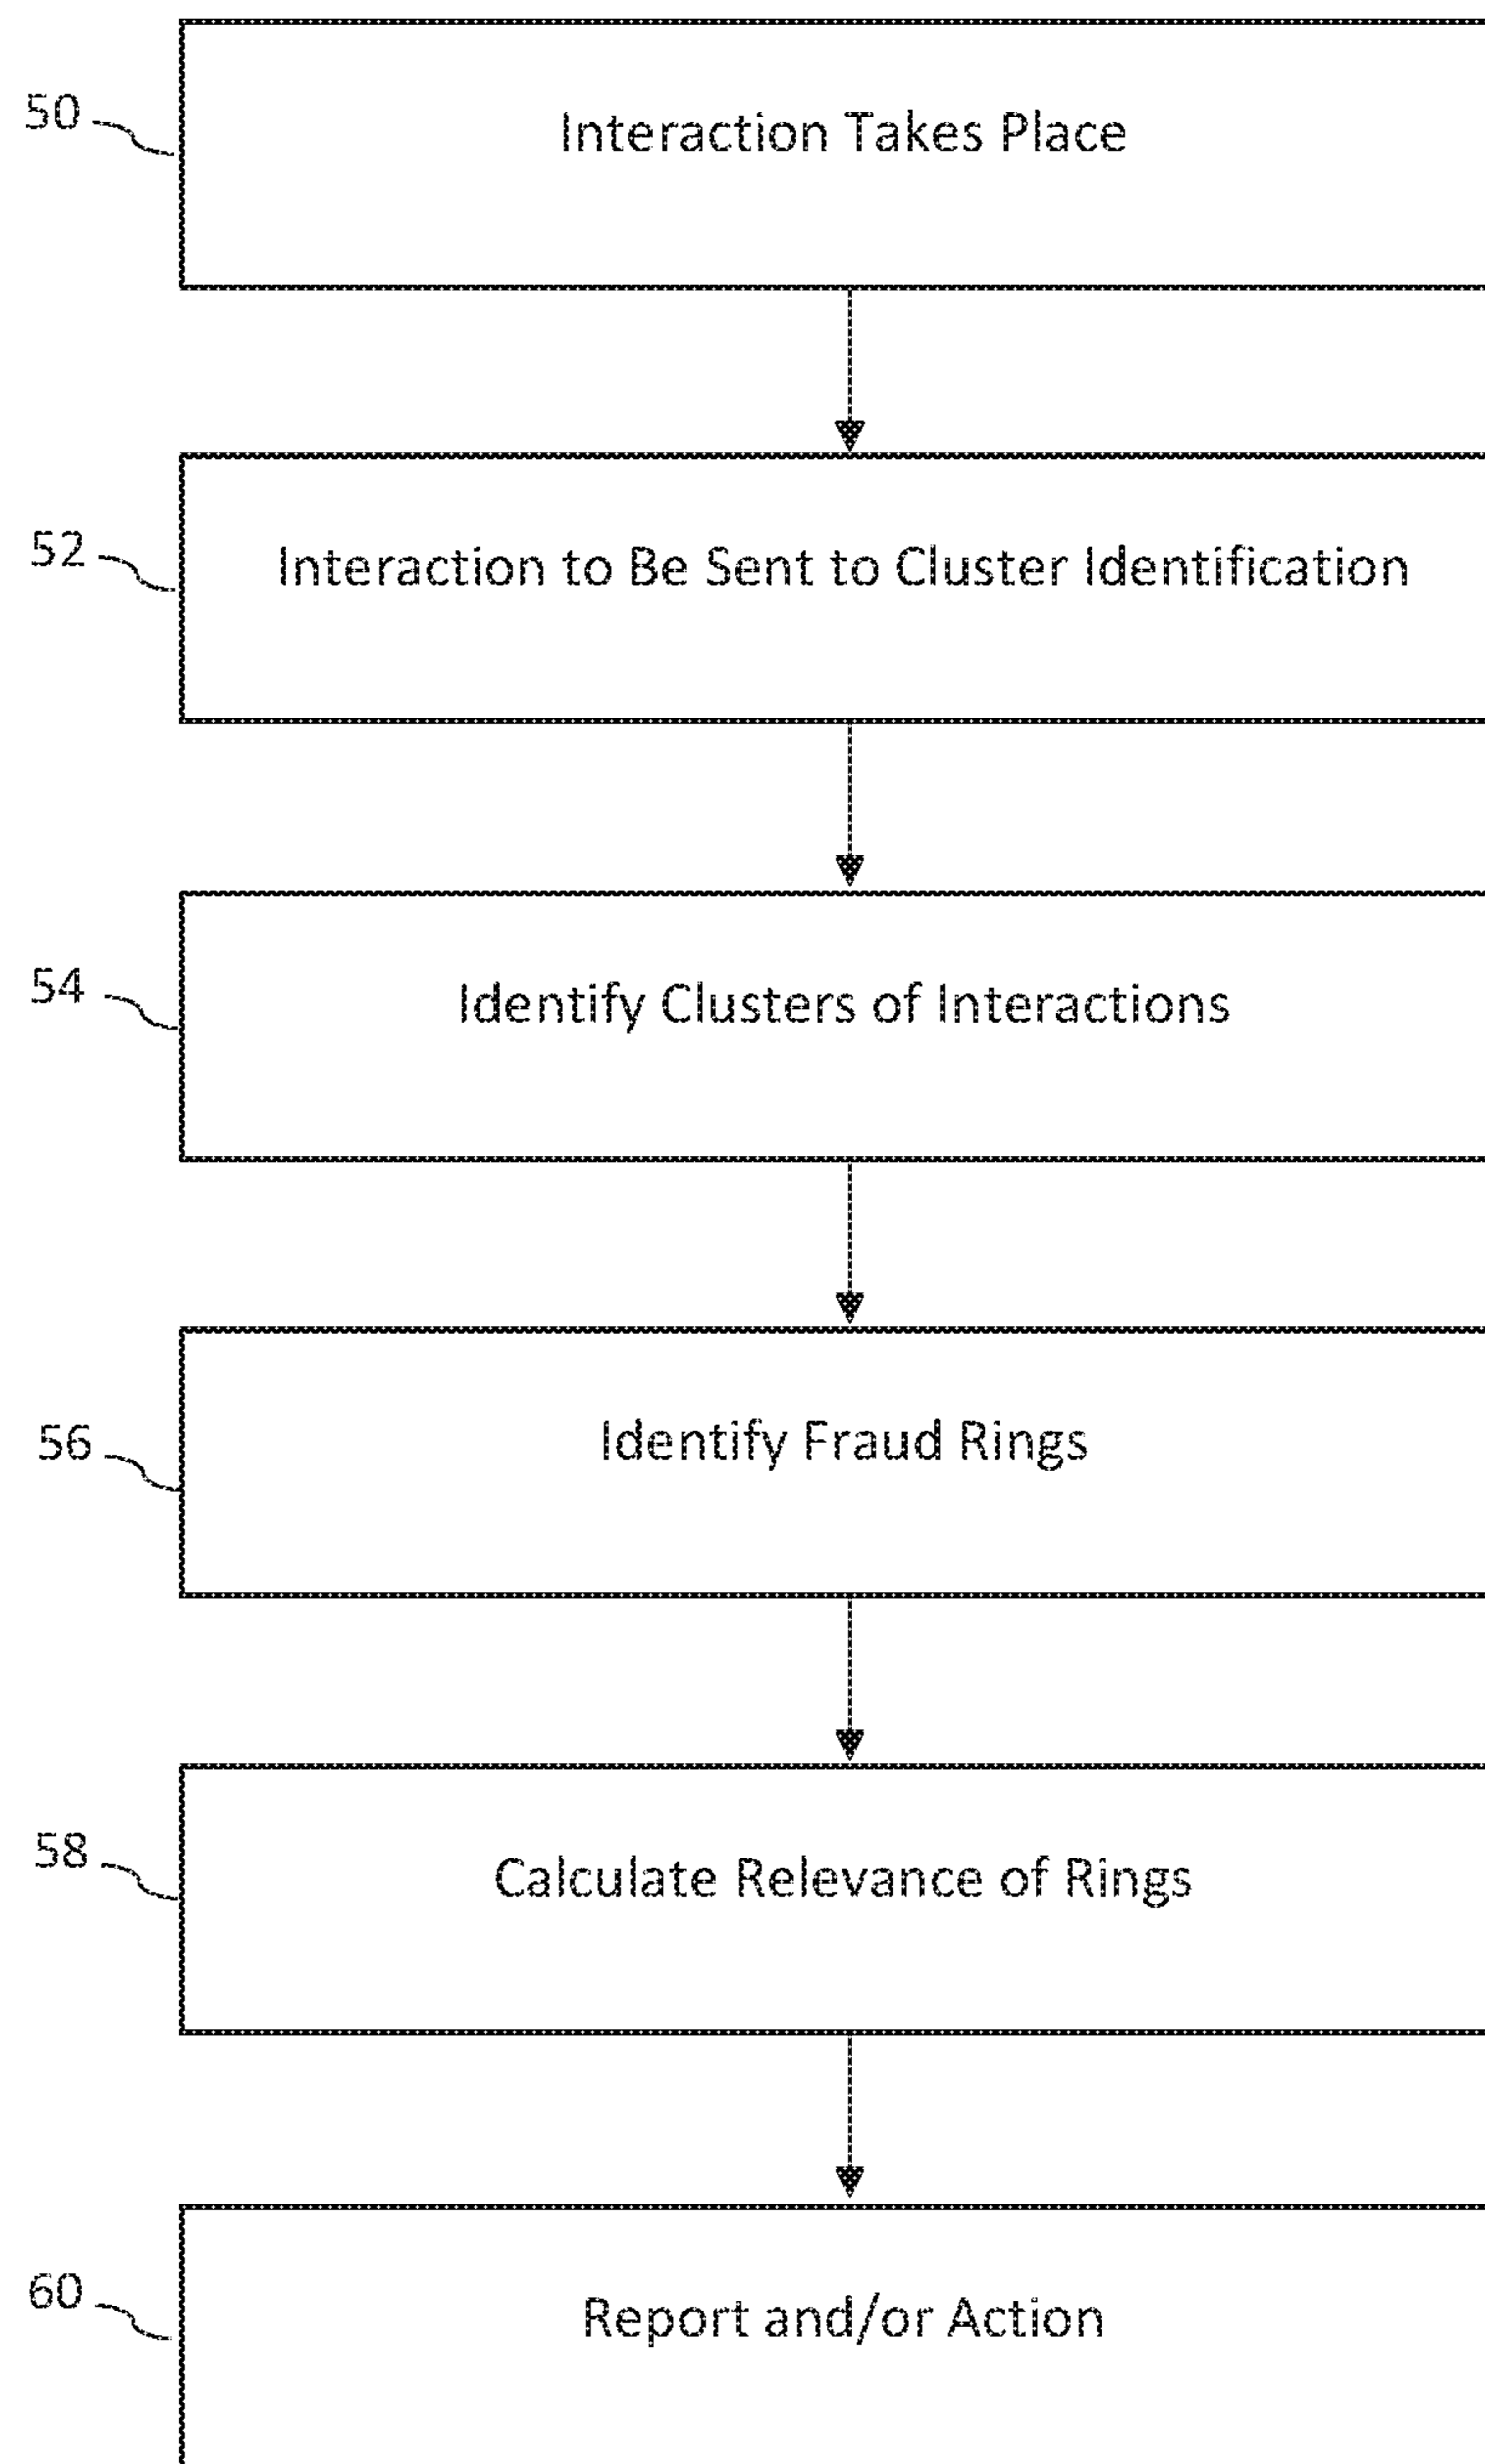 50
Interaction Takes Place
52
Interaction to Be Sent to Cluster Identification
54
Identify Clusters of Interactions
56
Identify Fraud Rings
58
Calculate Relevance of Rings
60
Report and/or Action